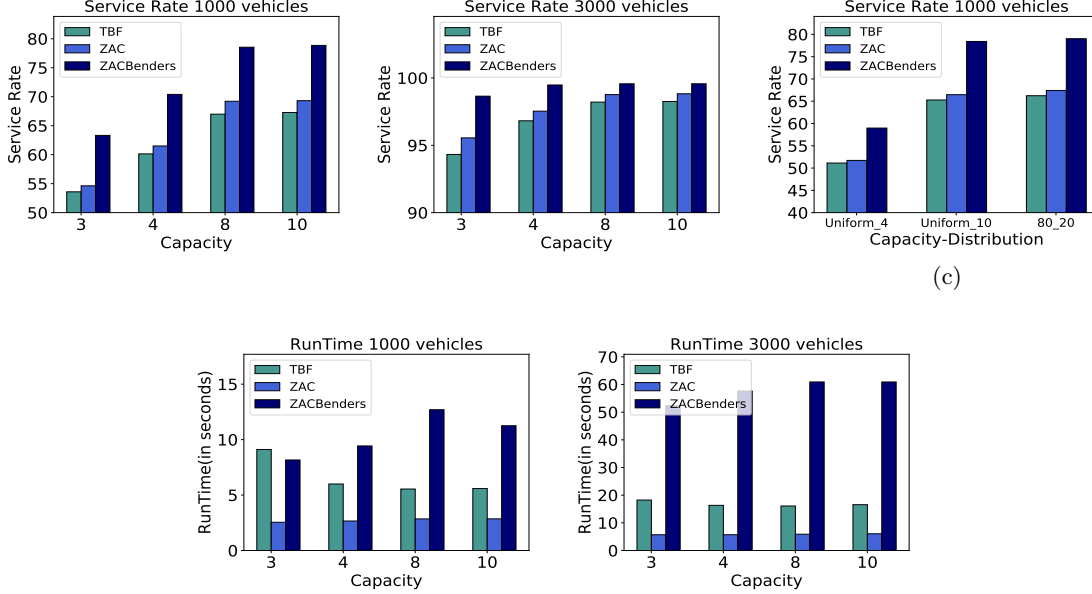 Service Rate 1000 vehicles
Service Rate
80
75
70
65
60
55
50
TBF
ZAC
ZACBenders
3 4 8 10
Capacity
Service Rate 3000 vehicles
Service Rate
100
95
90
TBF
ZAC
ZACBenders
3 4 8 10
Capacity
Service Rate 1000 vehicles
Service Rate
80
75
70
65
60
55
50
45
40
TBF
ZAC
ZACBenders
Uniform_4 Uniform_10 80_20
Capacity-Distribution
(c)
RunTime 1000 vehicles
RunTime(in seconds)
15
10
5
0
TBF
ZAC
ZACBenders
3 4 8 10
Capacity
RunTime 3000 vehicles
RunTime(in seconds)
70
60
50
40
30
20
10
0
TBF
ZAC
ZACBenders
3 4 8 10
Capacity